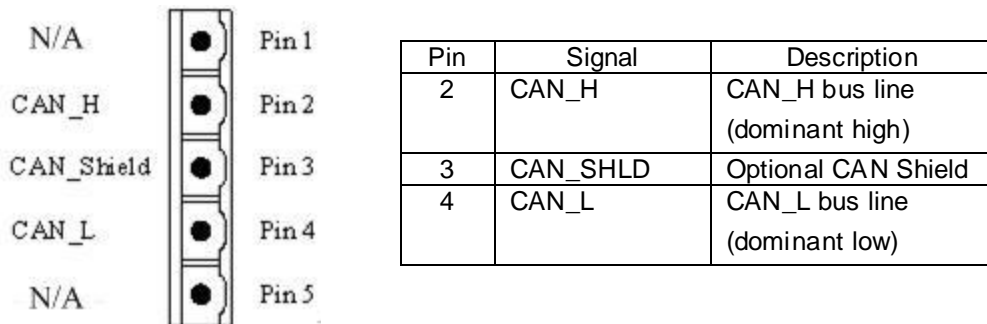 N/A Pin 1
CAN_H Pin 2
CAN_Shield Pin 3
CAN_L Pin 4
N/A Pin 5
Pin Signal Description
2 CAN_H CAN_H bus line
(dominant high)
3 CAN_SHLD Optional CAN Shield
4 CAN_L CAN_L bus line
(dominant low)